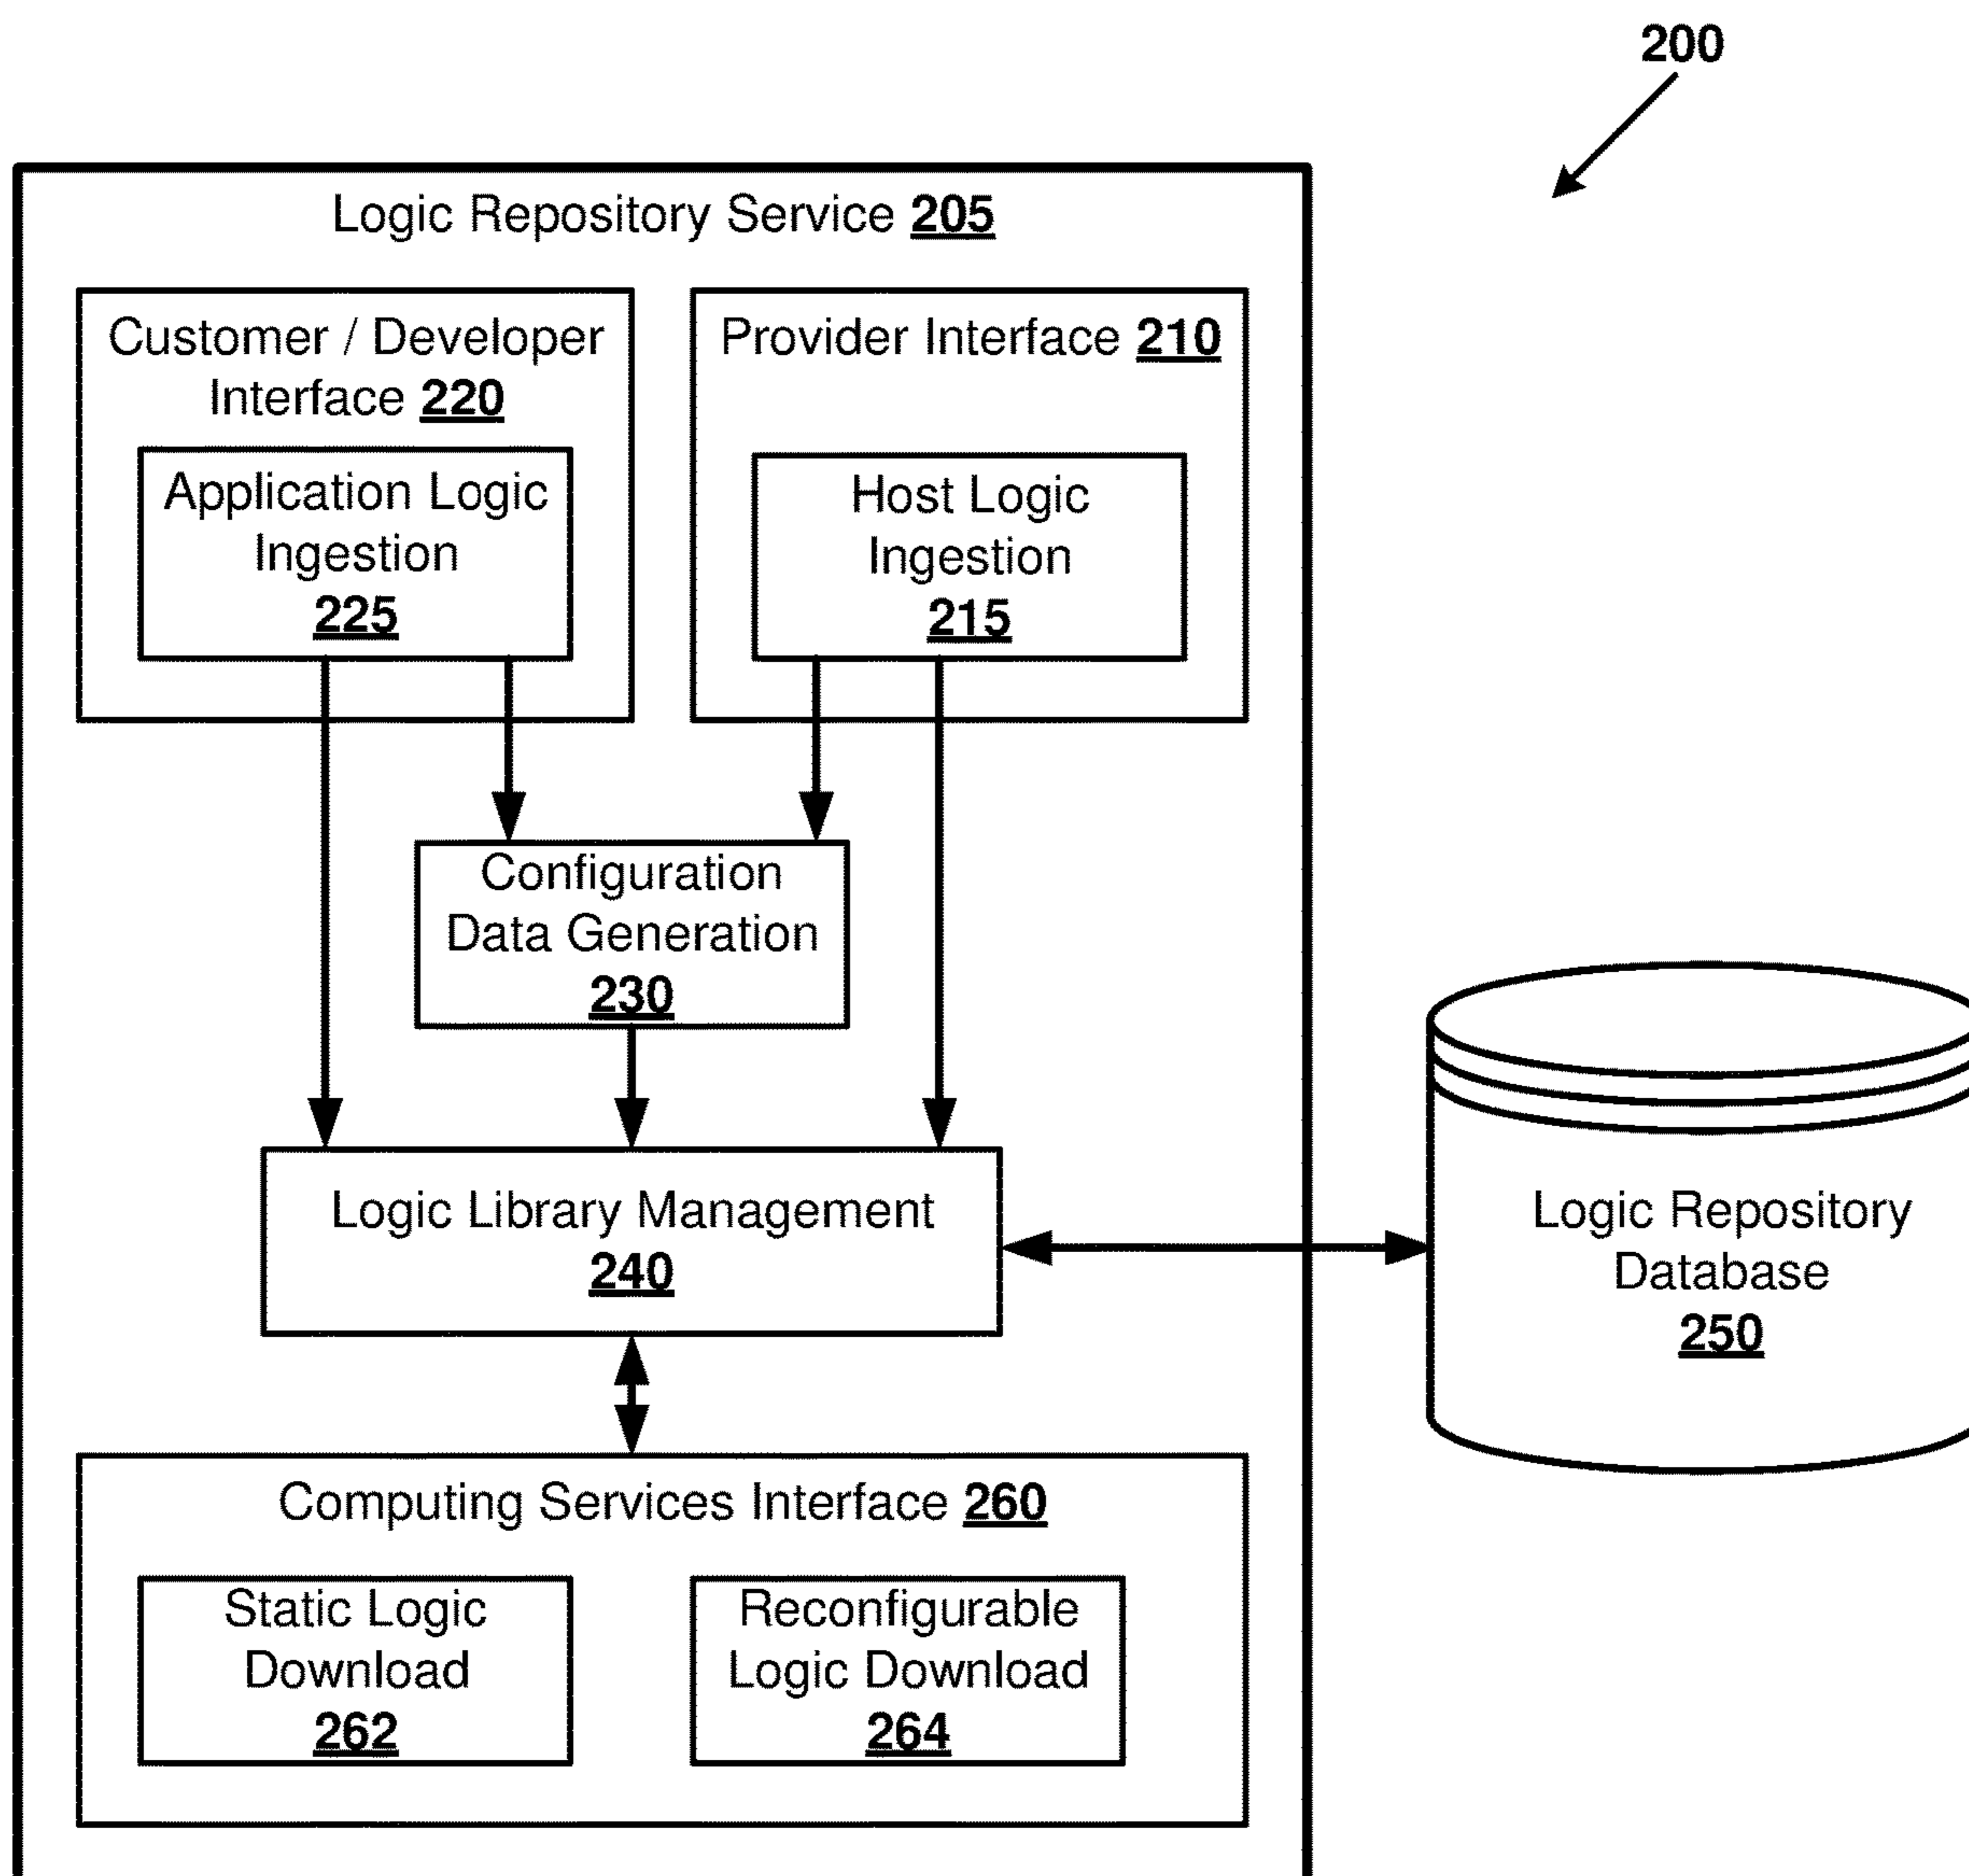 200
Logic Repository Service 205
Customer / Developer
Interface 220
Application Logic
Ingestion
225
Provider Interface 210
Host Logic
Ingestion
215
Configuration
Data Generation
230
Logic Library Management
240
Logic Repository
Database
250
Computing Services Interface 260
Static Logic
Download
262
Reconfigurable
Logic Download
264